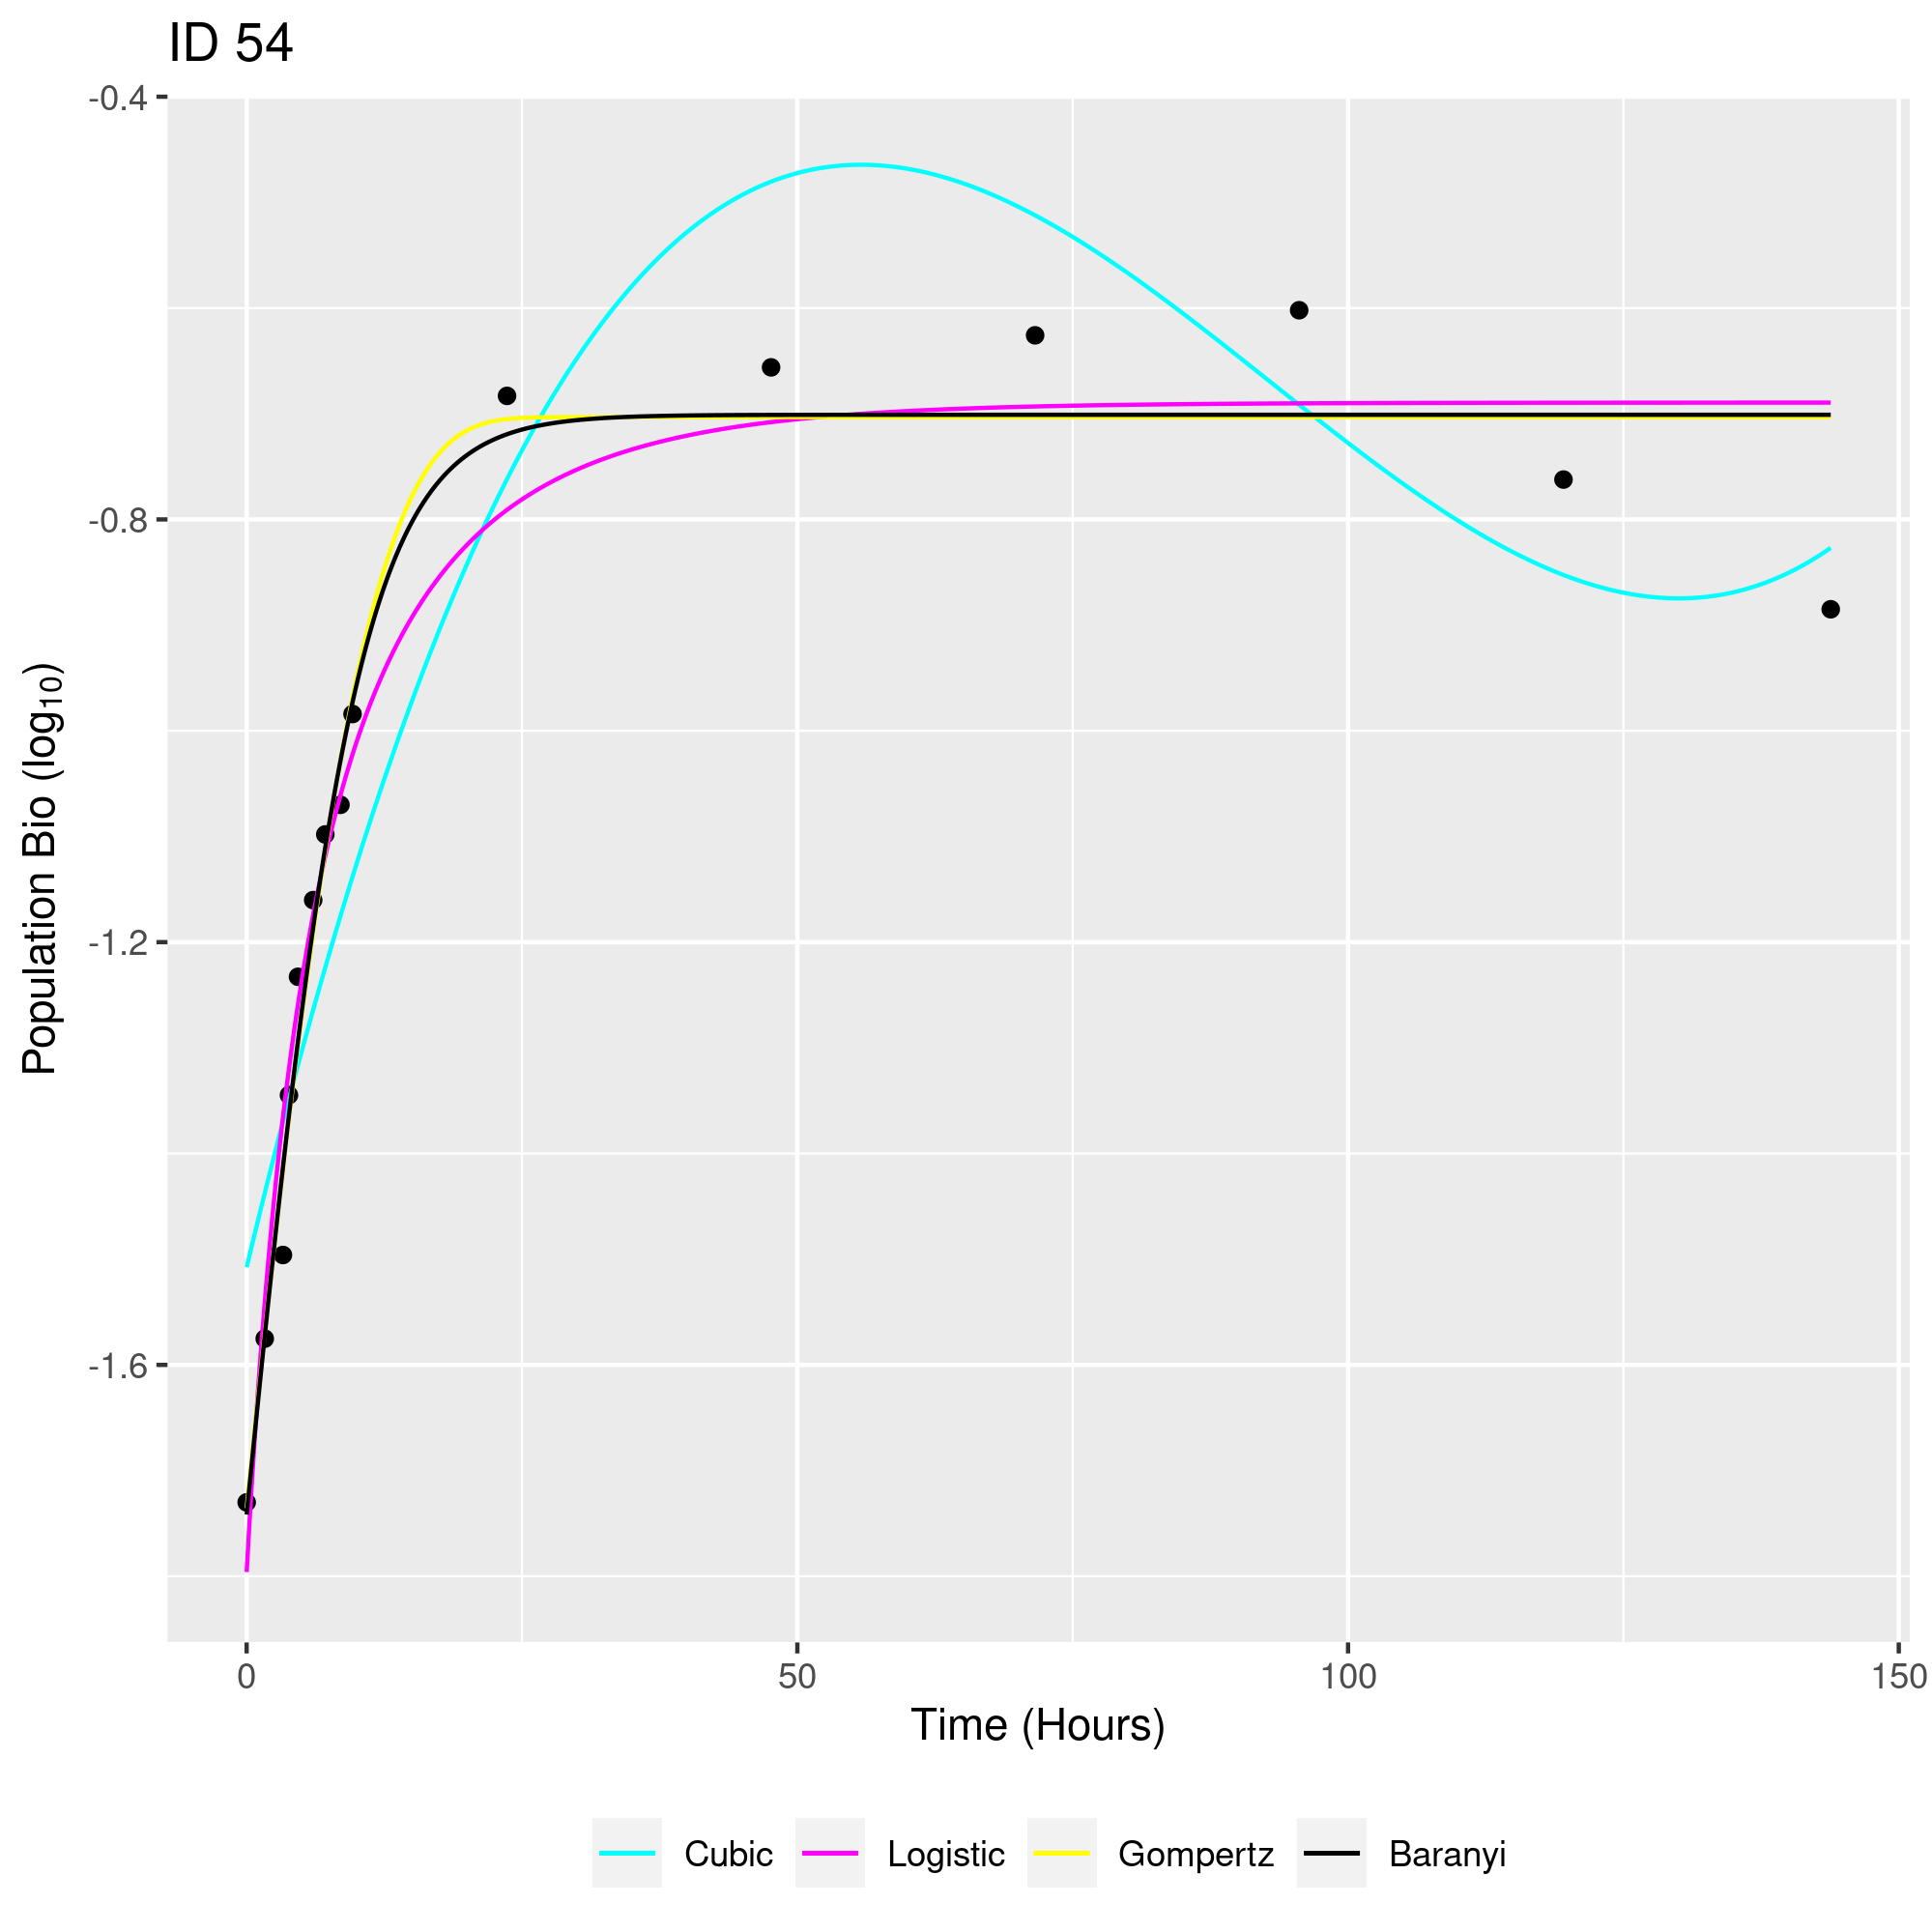 ID 54
-0.4
-0.8
-1.2
-1.6
Population Bio (log₁₀)
0 50 100 150
Time (Hours)
Cubic Logistic Gompertz Baranyi